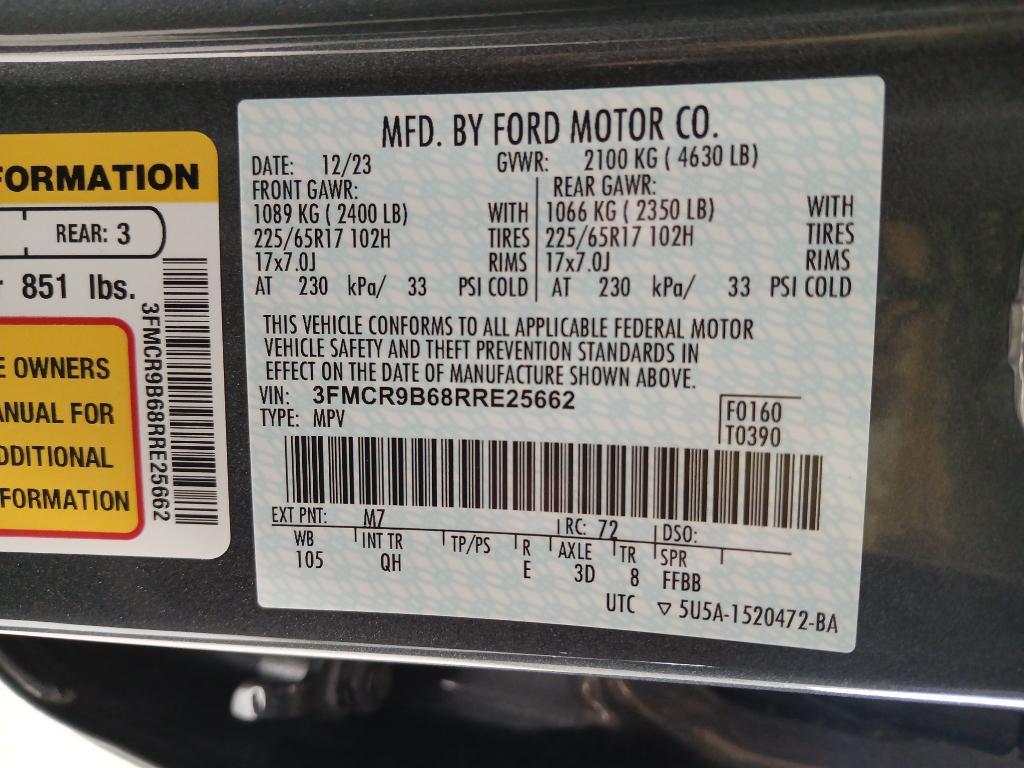 FORMATION
REAR: 3
851 lbs.
E OWNERS
ANUAL FOR
DDITIONAL
FORMATION
3FMCR9B68RRE25662
MFD. BY FORD MOTOR CO.
DATE: 12/23 GVWR: 2100 KG ( 4630 LB)
FRONT GAWR: REAR GAWR:
1089 KG ( 2400 LB) WITH 1066 KG ( 2350 LB) WITH
225/65R17 102H TIRES 225/65R17 102H TIRES
17x7.0J RIMS 17x7.0J RIMS
AT 230 kPa/ 33 PSI COLD AT 230 kPa/ 33 PSI COLD
THIS VEHICLE CONFORMS TO ALL APPLICABLE FEDERAL MOTOR
VEHICLE SAFETY AND THEFT PREVENTION STANDARDS IN
EFFECT ON THE DATE OF MANUFACTURE SHOWN ABOVE.
VIN: 3FMCR9B68RRE25662
TYPE: MPV
F0160
T0390
EXT PNT: M7 RC: 72 DSO:
WB INT TR TP/PS R AXLE TR SPR
105 QH E 3D 8 FFBB
UTC ▽ 5U5A-1520472-BA